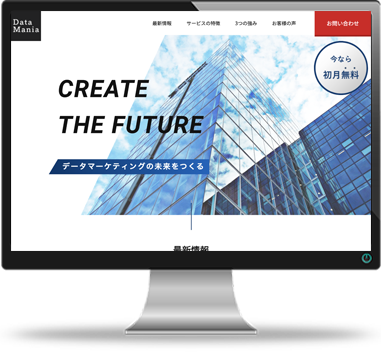 Data
Mania
最新情報
サービスの特徴
3つの強み
お客様の声
お問い合わせ
今なら
初月無料
CREATE
THE FUTURE
データマーケティングの未来をつくる
最新情報